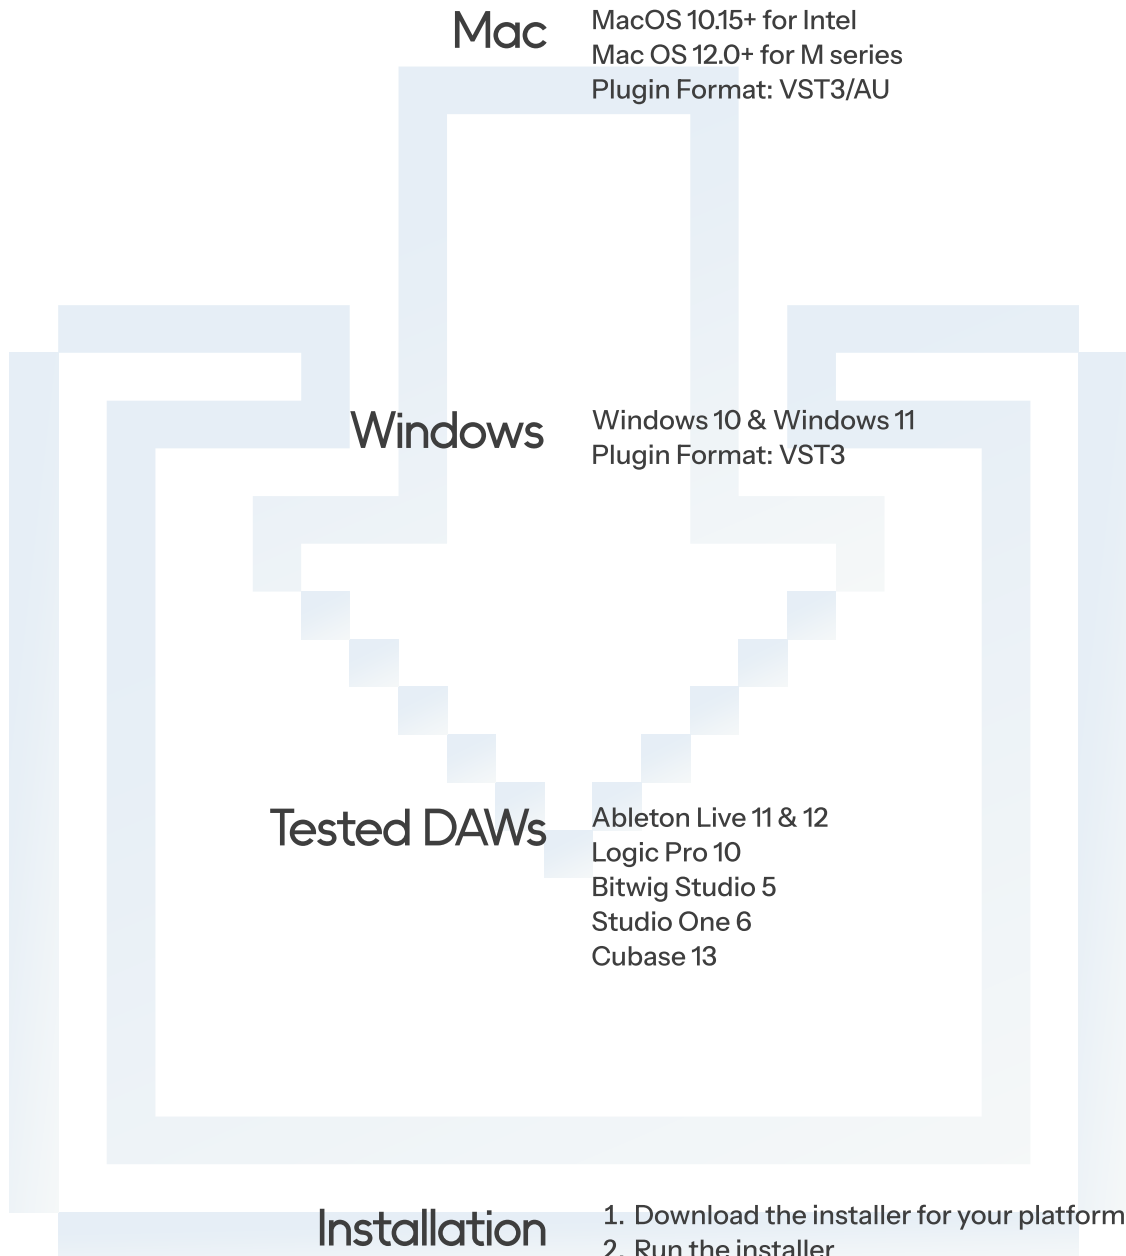 Mac
MacOS 10.15+ for Intel
Mac OS 12.0+ for M series
Plugin Format: VST3/AU
Windows
Windows 10 & Windows 11
Plugin Format: VST3
Tested DAWs
Ableton Live 11 & 12
Logic Pro 10
Bitwig Studio 5
Studio One 6
Cubase 13
Installation
1. Download the installer for your platform
2. Run the installer